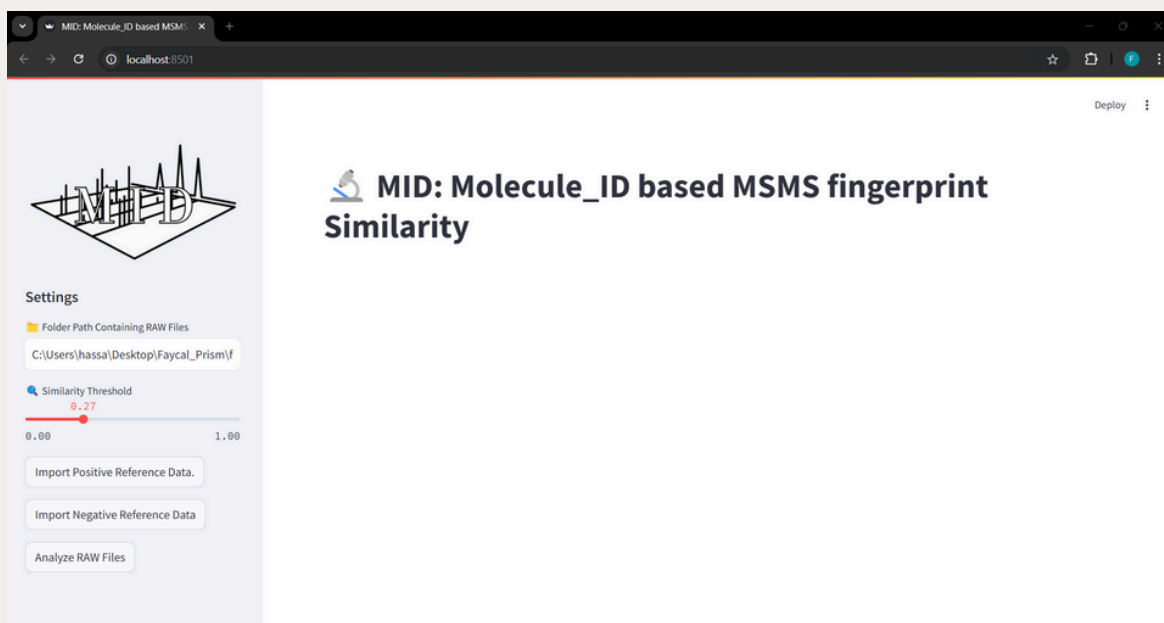 MID: Molecule_ID based MSMS
localhost:8501
F
Deploy
MID
🔬 MID: Molecule_ID based MSMS fingerprint
Similarity
Settings
📁 Folder Path Containing RAW Files
C:\Users\hassa\Desktop\Faycal_Prism\f
🔍 Similarity Threshold
0.27
0.00 1.00
Import Positive Reference Data.
Import Negative Reference Data
Analyze RAW Files